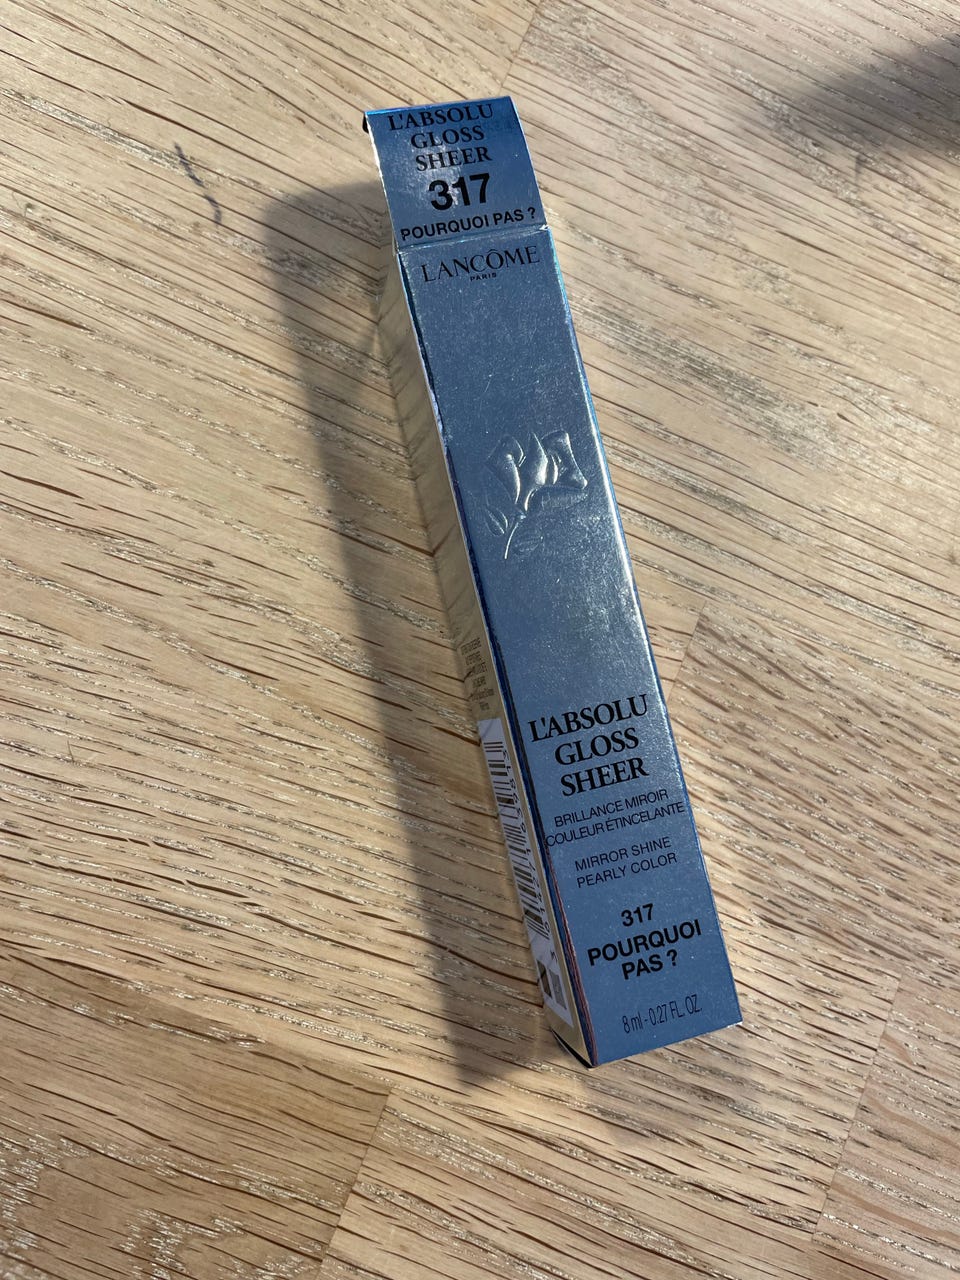 L'ABSOLU
GLOSS
SHEER
317
POURQUOI PAS ?
LANCÔME
PARIS
L'ABSOLU
GLOSS
SHEER
BRILLANCE MIROIR
COULEUR ÉTINCELANTE
MIRROR SHINE
PEARLY COLOR
317
POURQUOI
PAS ?
8 ml - 0.27 FL. OZ.